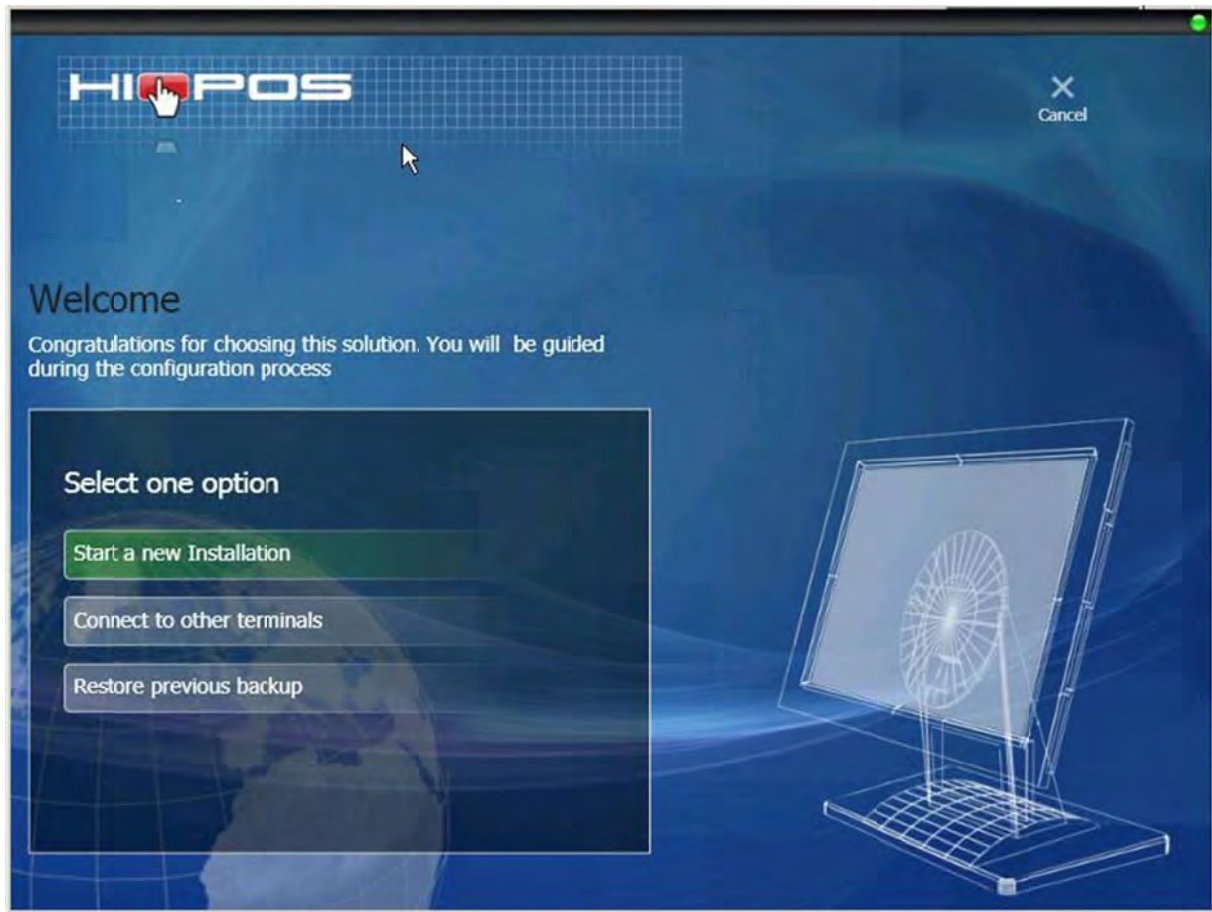 HIOPOS
Cancel
Welcome
Congratulations for choosing this solution. You will be guided
during the configuration process
Select one option
Start a new Installation
Connect to other terminals
Restore previous backup